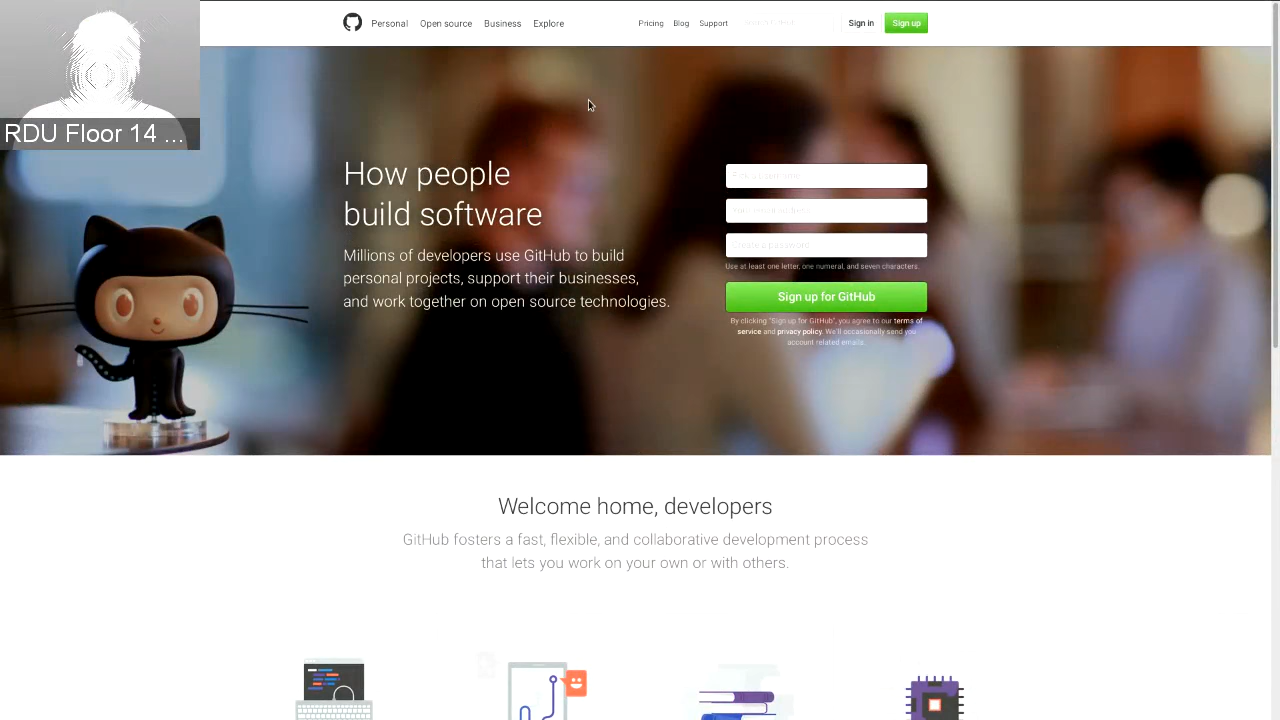 Personal Open source Business Explore Pricing Blog Support Sign in Sign up
RDU Floor 14 ...
How people
build software
Millions of developers use GitHub to build
personal projects, support their businesses,
and work together on open source technologies.
Create a password
Use at least one letter, one numeral, and seven characters.
Sign up for GitHub
By clicking "Sign up for GitHub", you agree to our terms of
service and privacy policy. We'll occasionally send you
account related emails.
Welcome home, developers
GitHub fosters a fast, flexible, and collaborative development process
that lets you work on your own or with others.